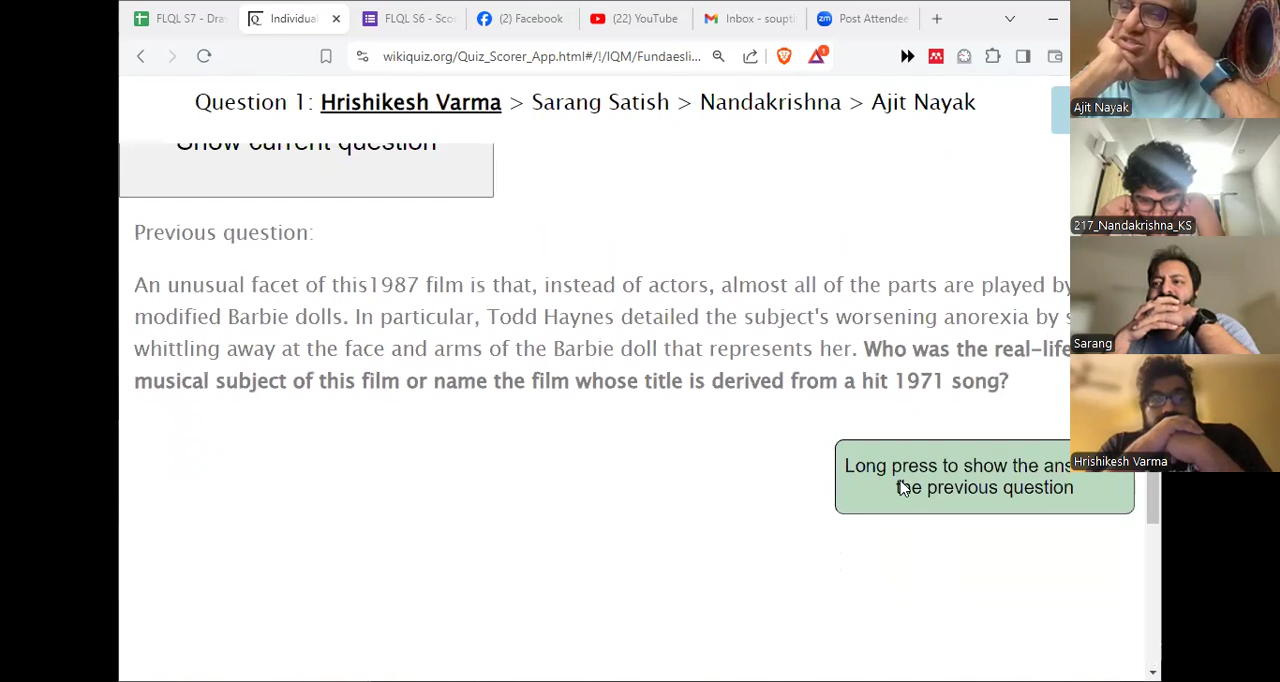 FLQL S7 - Dra
Individual
FLQL S6 - Sco
(2) Facebook
(22) YouTube
Inbox - soupti
Post Attendee
wikiquiz.org/Quiz_Scorer_App.html#/!/IQM/Fundaesli...
1
Question 1: Hrishikesh Varma > Sarang Satish > Nandakrishna > Ajit Nayak
Show current question
Previous question:
An unusual facet of this1987 film is that, instead of actors, almost all of the parts are played by
modified Barbie dolls. In particular, Todd Haynes detailed the subject's worsening anorexia by s
whittling away at the face and arms of the Barbie doll that represents her. Who was the real-life
musical subject of this film or name the film whose title is derived from a hit 1971 song?
Long press to show the ans
the previous question
Ajit Nayak
217_Nandakrishna_KS
Sarang
Hrishikesh Varma